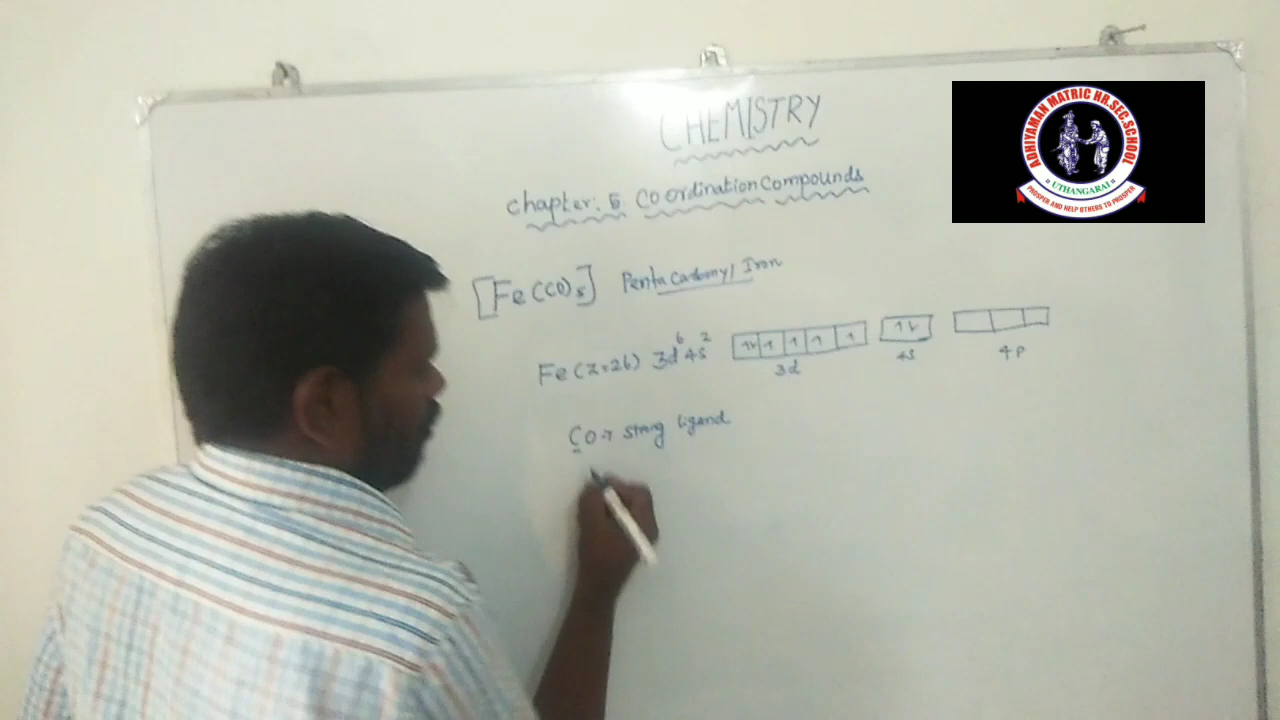 CHEMISTRY
chapter. 5 Coordination Compounds
[Fe(CO)5] Penta Carbonyl Iron
Fe (Z=26) 3d6 4s2
3d
4s
4p
CO → strong ligand
ADHIYAMAN MATRIC HR.SEC.SCHOOL
UTHANGARAI
PROSPER AND HELP OTHERS TO PROSPER